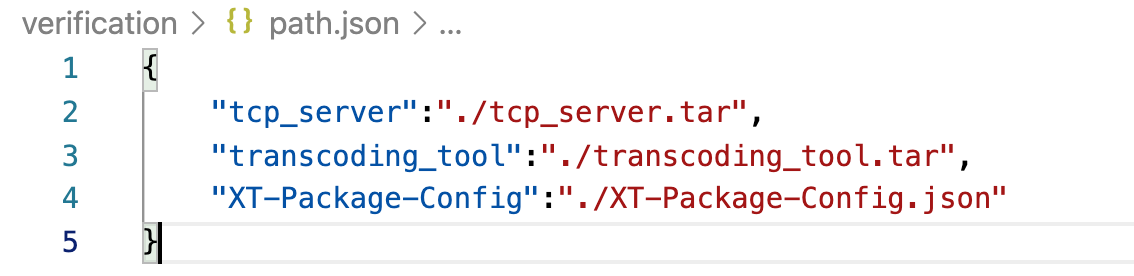 verification > {} path.json > ...
1 {
2 "tcp_server":"./tcp_server.tar",
3 "transcoding_tool":"./transcoding_tool.tar",
4 "XT-Package-Config":"./XT-Package-Config.json"
5 }